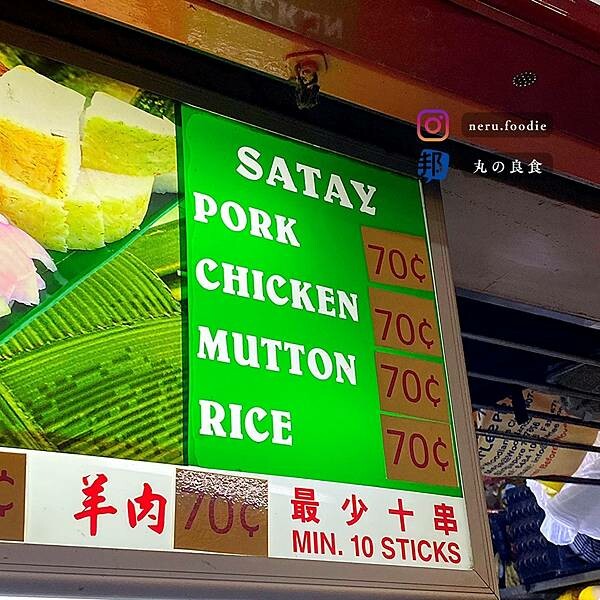 neru.foodie
邦
丸の良食
SATAY
PORK 70¢
CHICKEN 70¢
MUTTON 70¢
RICE 70¢
¢ 羊肉 70¢ 最少十串
MIN. 10 STICKS